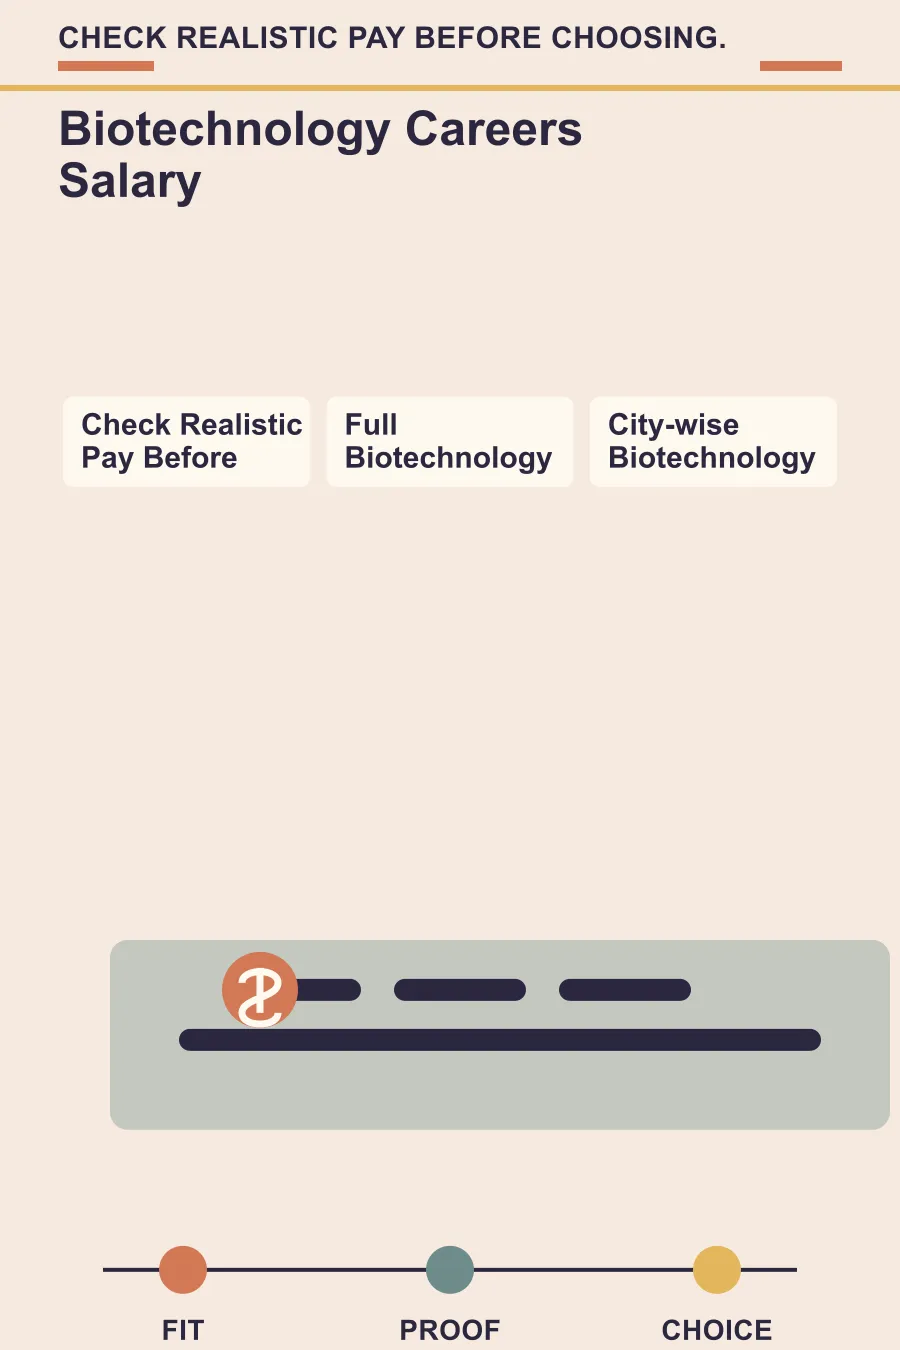 CHECK REALISTIC PAY BEFORE CHOOSING.
Biotechnology Careers
Salary
Check Realistic
Pay Before
Full
Biotechnology
City-wise
Biotechnology
FIT
PROOF
CHOICE